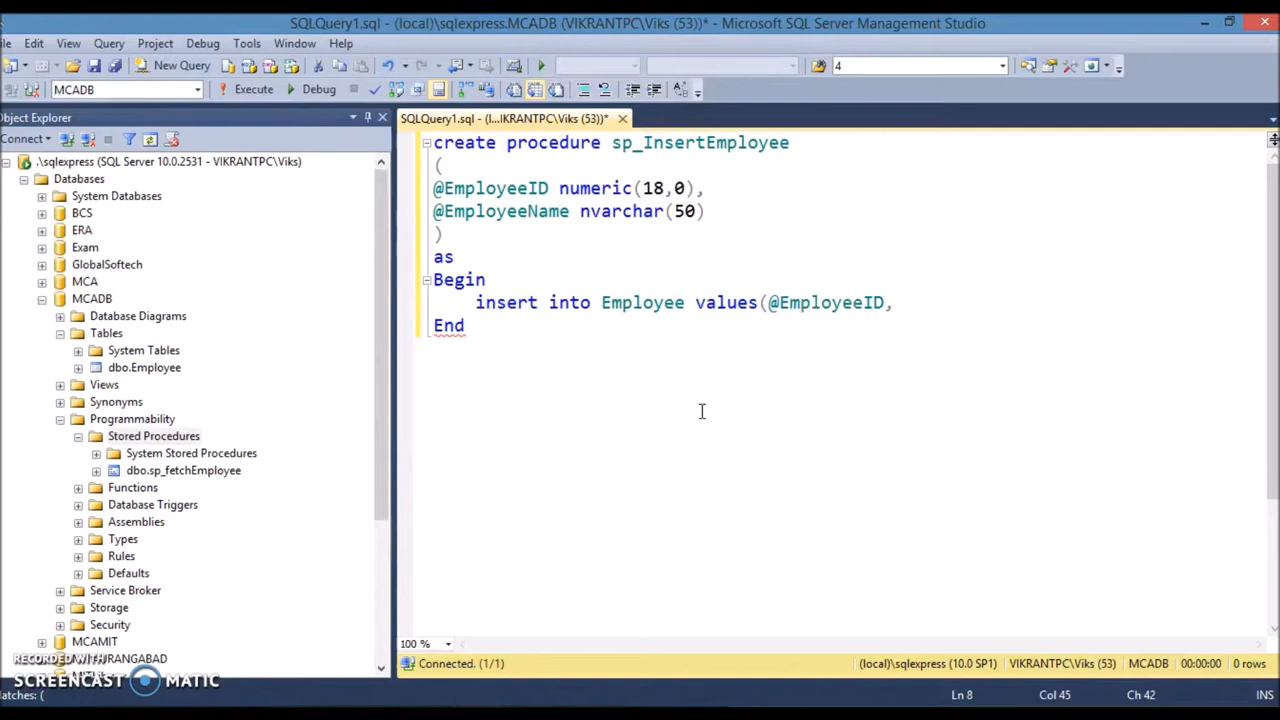 SQLQuery1.sql - (local)\sqlexpress.MCADB (VIKRANTPC\Viks (53))* - Microsoft SQL Server Management Studio
ile Edit View Query Project Debug Tools Window Help
New Query 4
MCADB Execute Debug
bject Explorer
Connect
.\sqlexpress (SQL Server 10.0.2531 - VIKRANTPC\Viks)
Databases
System Databases
BCS
ERA
Exam
GlobalSoftech
MCA
MCADB
Database Diagrams
Tables
System Tables
dbo.Employee
Views
Synonyms
Programmability
Stored Procedures
System Stored Procedures
dbo.sp_fetchEmployee
Functions
Database Triggers
Assemblies
Types
Rules
Defaults
Service Broker
Storage
Security
MCAMIT
URANGABAD
RECORDED WITH
SCREENCAST MATIC
atches: (
SQLQuery1.sql - (l...IKRANTPC\Viks (53))*
create procedure sp_InsertEmployee
(
@EmployeeID numeric(18,0),
@EmployeeName nvarchar(50)
)
as
Begin
insert into Employee values(@EmployeeID,
End
100 %
Connected. (1/1) (local)\sqlexpress (10.0 SP1) VIKRANTPC\Viks (53) MCADB 00:00:00 0 rows
Ln 8 Col 45 Ch 42 INS